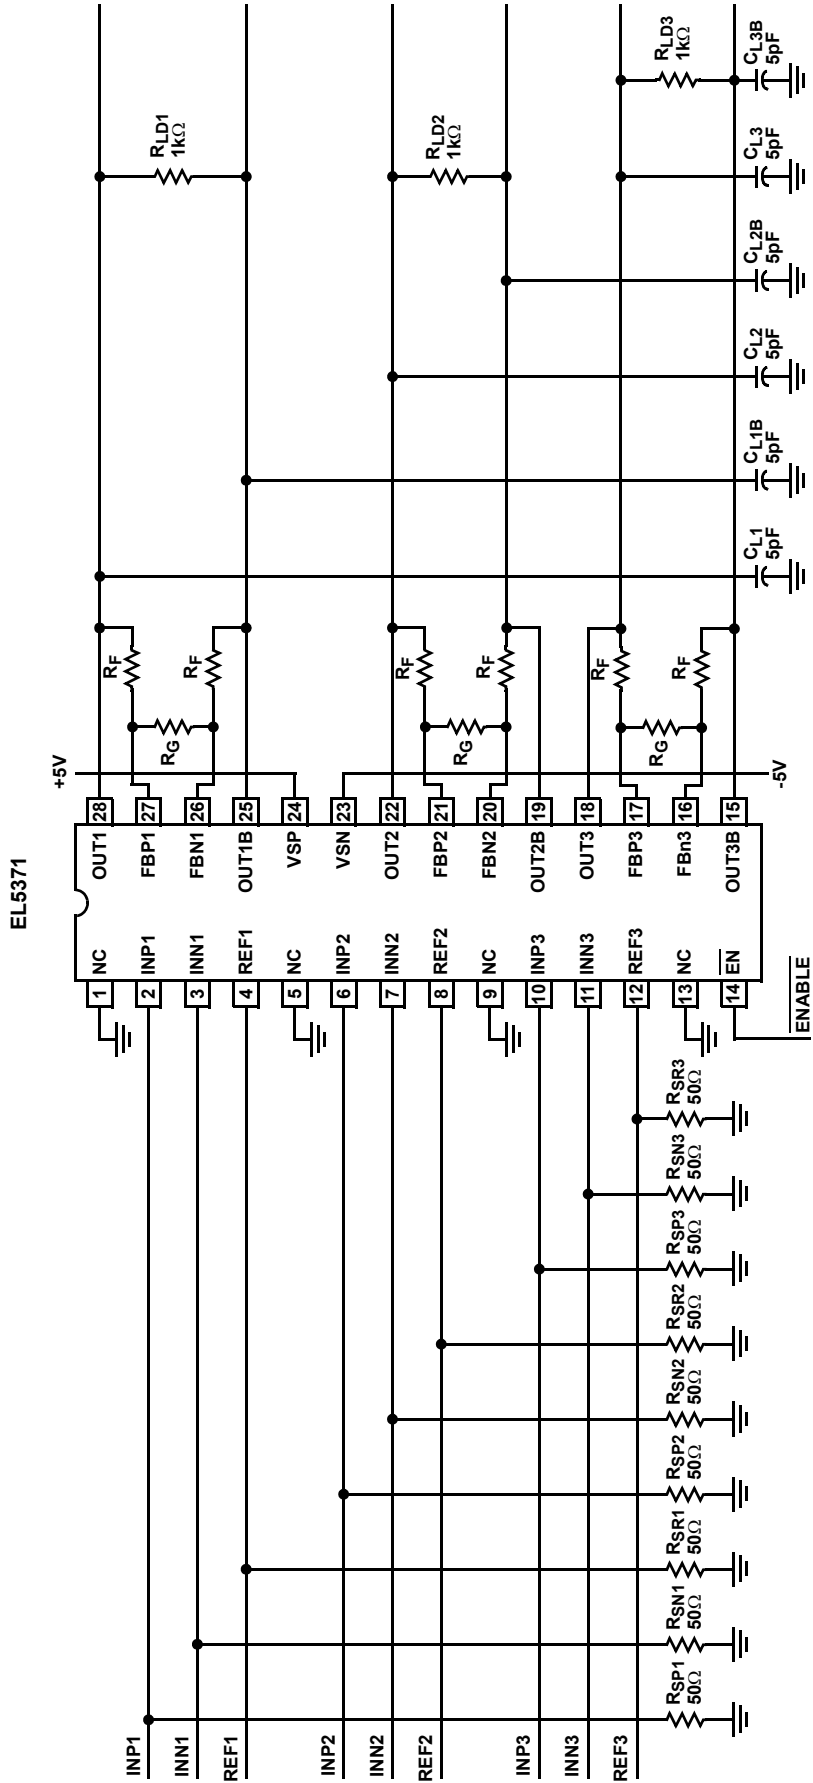 EL5371
INP1
INN1
REF1
INP2
INN2
REF2
INP3
INN3
REF3
RSP1
50Ω
RSN1
50Ω
RSR1
50Ω
RSP2
50Ω
RSN2
50Ω
RSR2
50Ω
RSP3
50Ω
RSN3
50Ω
RSR3
50Ω
ENABLE
1 NC
2 INP1
3 INN1
4 REF1
5 NC
6 INP2
7 INN2
8 REF2
9 NC
10 INP3
11 INN3
12 REF3
13 NC
14 EN
OUT1 28
FBP1 27
FBN1 26
OUT1B 25
VSP 24
VSN 23
OUT2 22
FBP2 21
FBN2 20
OUT2B 19
OUT3 18
FBP3 17
FBn3 16
OUT3B 15
+5V
-5V
RF
RF
RG
RF
RF
RG
RF
RF
RG
CL1
5pF
CL1B
5pF
CL2
5pF
CL2B
5pF
CL3
5pF
CL3B
5pF
RLD1
1kΩ
RLD2
1kΩ
RLD3
1kΩ